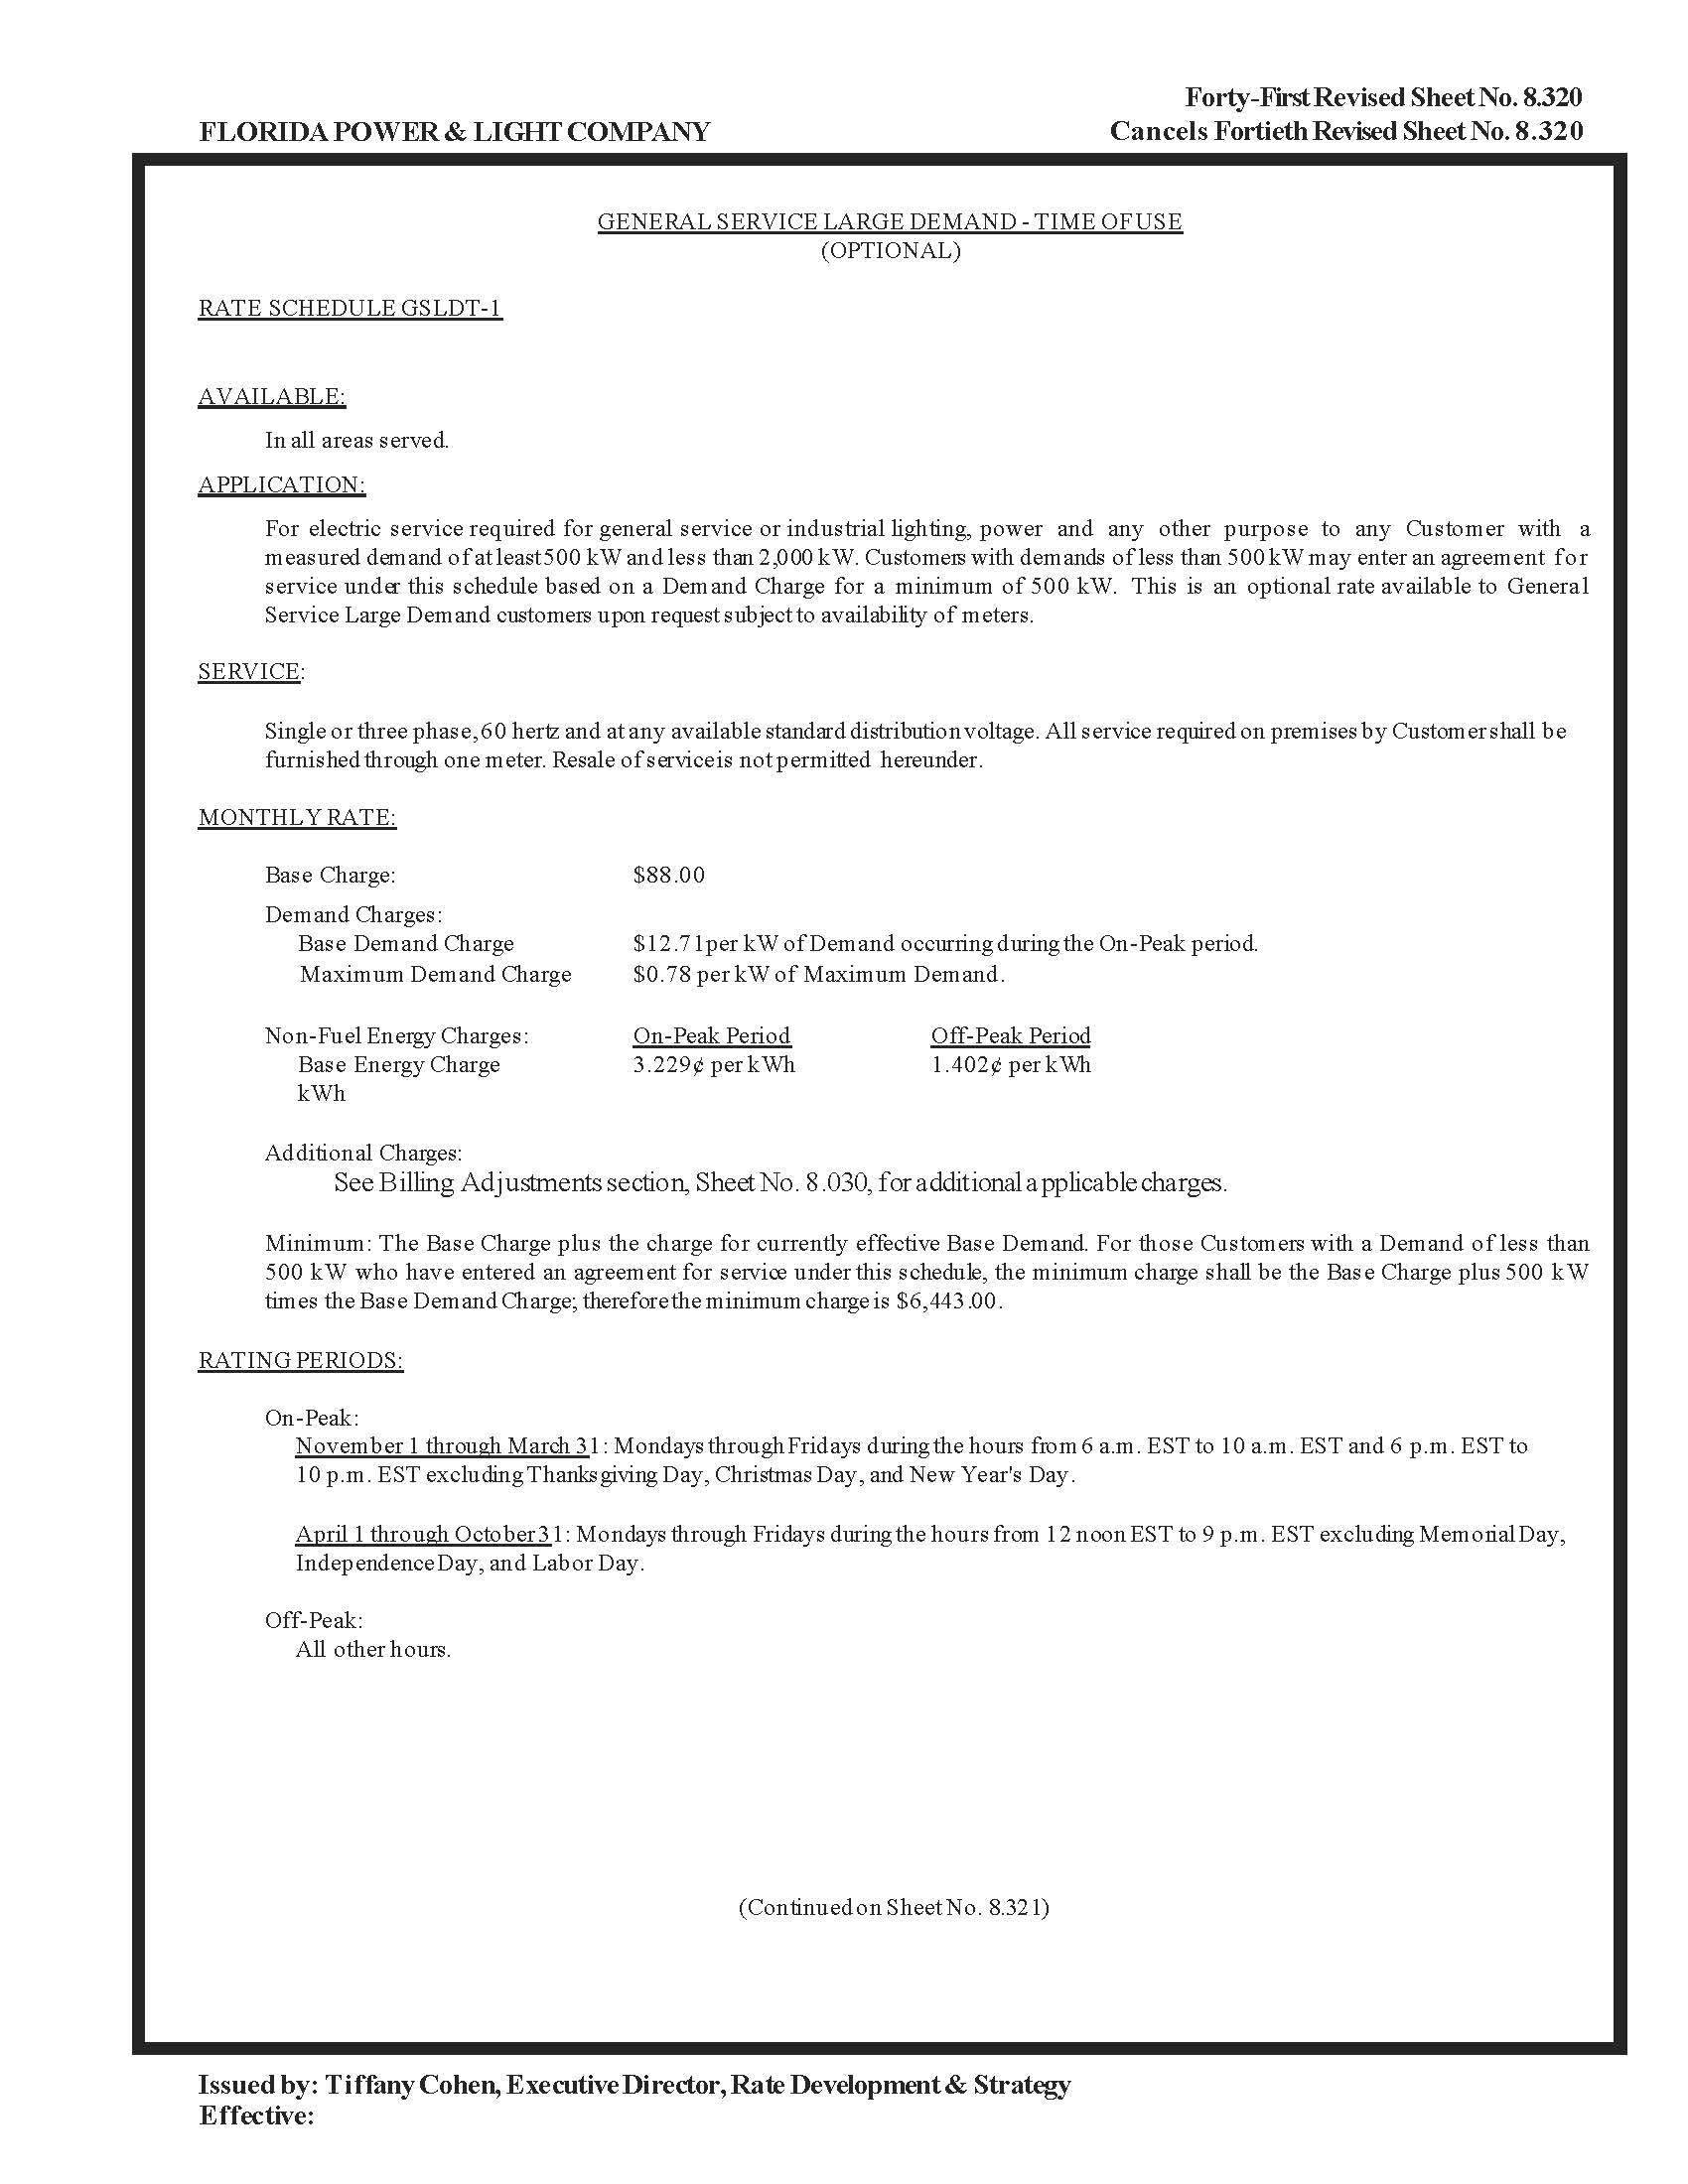 Forty-First Revised Sheet No. 8.320
FLORIDA POWER & LIGHT COMPANY
Cancels Fortieth Revised Sheet No. 8.320
GENERAL SERVICE LARGE DEMAND - TIME OF USE
(OPTIONAL)
RATE SCHEDULE GSLDT-1
AVAILABLE:
In all areas served.
APPLICATION:
For electric service required for general service or industrial lighting, power and any other purpose to any Customer with a
measured demand of at least 500 kW and less than 2,000 kW. Customers with demands of less than 500 kW may enter an agreement for
service under this schedule based on a Demand Charge for a minimum of 500 kW. This is an optional rate available to General
Service Large Demand customers upon request subject to availability of meters.
SERVICE:
Single or three phase, 60 hertz and at any available standard distribution voltage. All service required on premises by Customer shall be
furnished through one meter. Resale of service is not permitted hereunder.
MONTHLY RATE:
Base Charge: $88.00
Demand Charges:
Base Demand Charge $12.71 per kW of Demand occurring during the On-Peak period.
Maximum Demand Charge $0.78 per kW of Maximum Demand.
Non-Fuel Energy Charges: On-Peak Period Off-Peak Period
Base Energy Charge 3.229¢ per kWh 1.402¢ per kWh
kWh
Additional Charges:
See Billing Adjustments section, Sheet No. 8.030, for additional applicable charges.
Minimum: The Base Charge plus the charge for currently effective Base Demand. For those Customers with a Demand of less than
500 kW who have entered an agreement for service under this schedule, the minimum charge shall be the Base Charge plus 500 kW
times the Base Demand Charge; therefore the minimum charge is $6,443.00.
RATING PERIODS:
On-Peak:
November 1 through March 31: Mondays through Fridays during the hours from 6 a.m. EST to 10 a.m. EST and 6 p.m. EST to
10 p.m. EST excluding Thanksgiving Day, Christmas Day, and New Year's Day.
April 1 through October 31: Mondays through Fridays during the hours from 12 noon EST to 9 p.m. EST excluding Memorial Day,
Independence Day, and Labor Day.
Off-Peak:
All other hours.
(Continued on Sheet No. 8.321)
Issued by: Tiffany Cohen, Executive Director, Rate Development & Strategy
Effective: